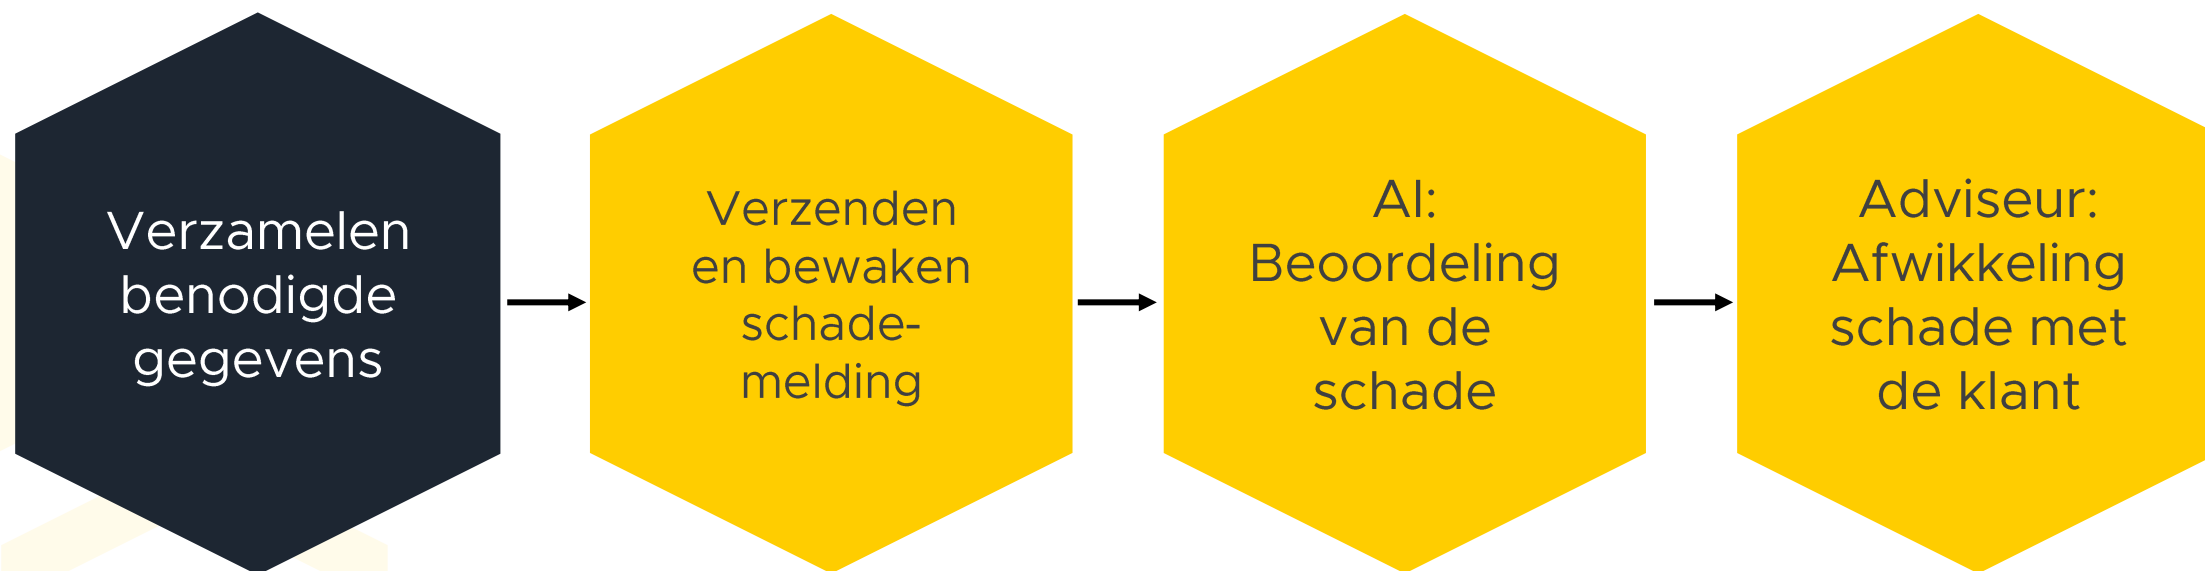 Verzamelen
benodigde
gegevens
Verzenden
en bewaken
schade-
melding
AI:
Beoordeling
van de
schade
Adviseur:
Afwikkeling
schade met
de klant